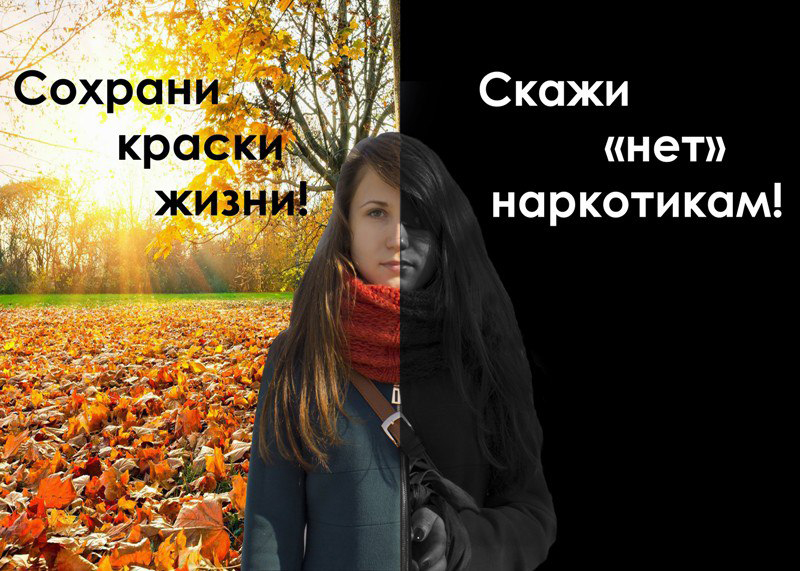 Сохрани
краски
жизни!
Скажи
«нет»
наркотикам!